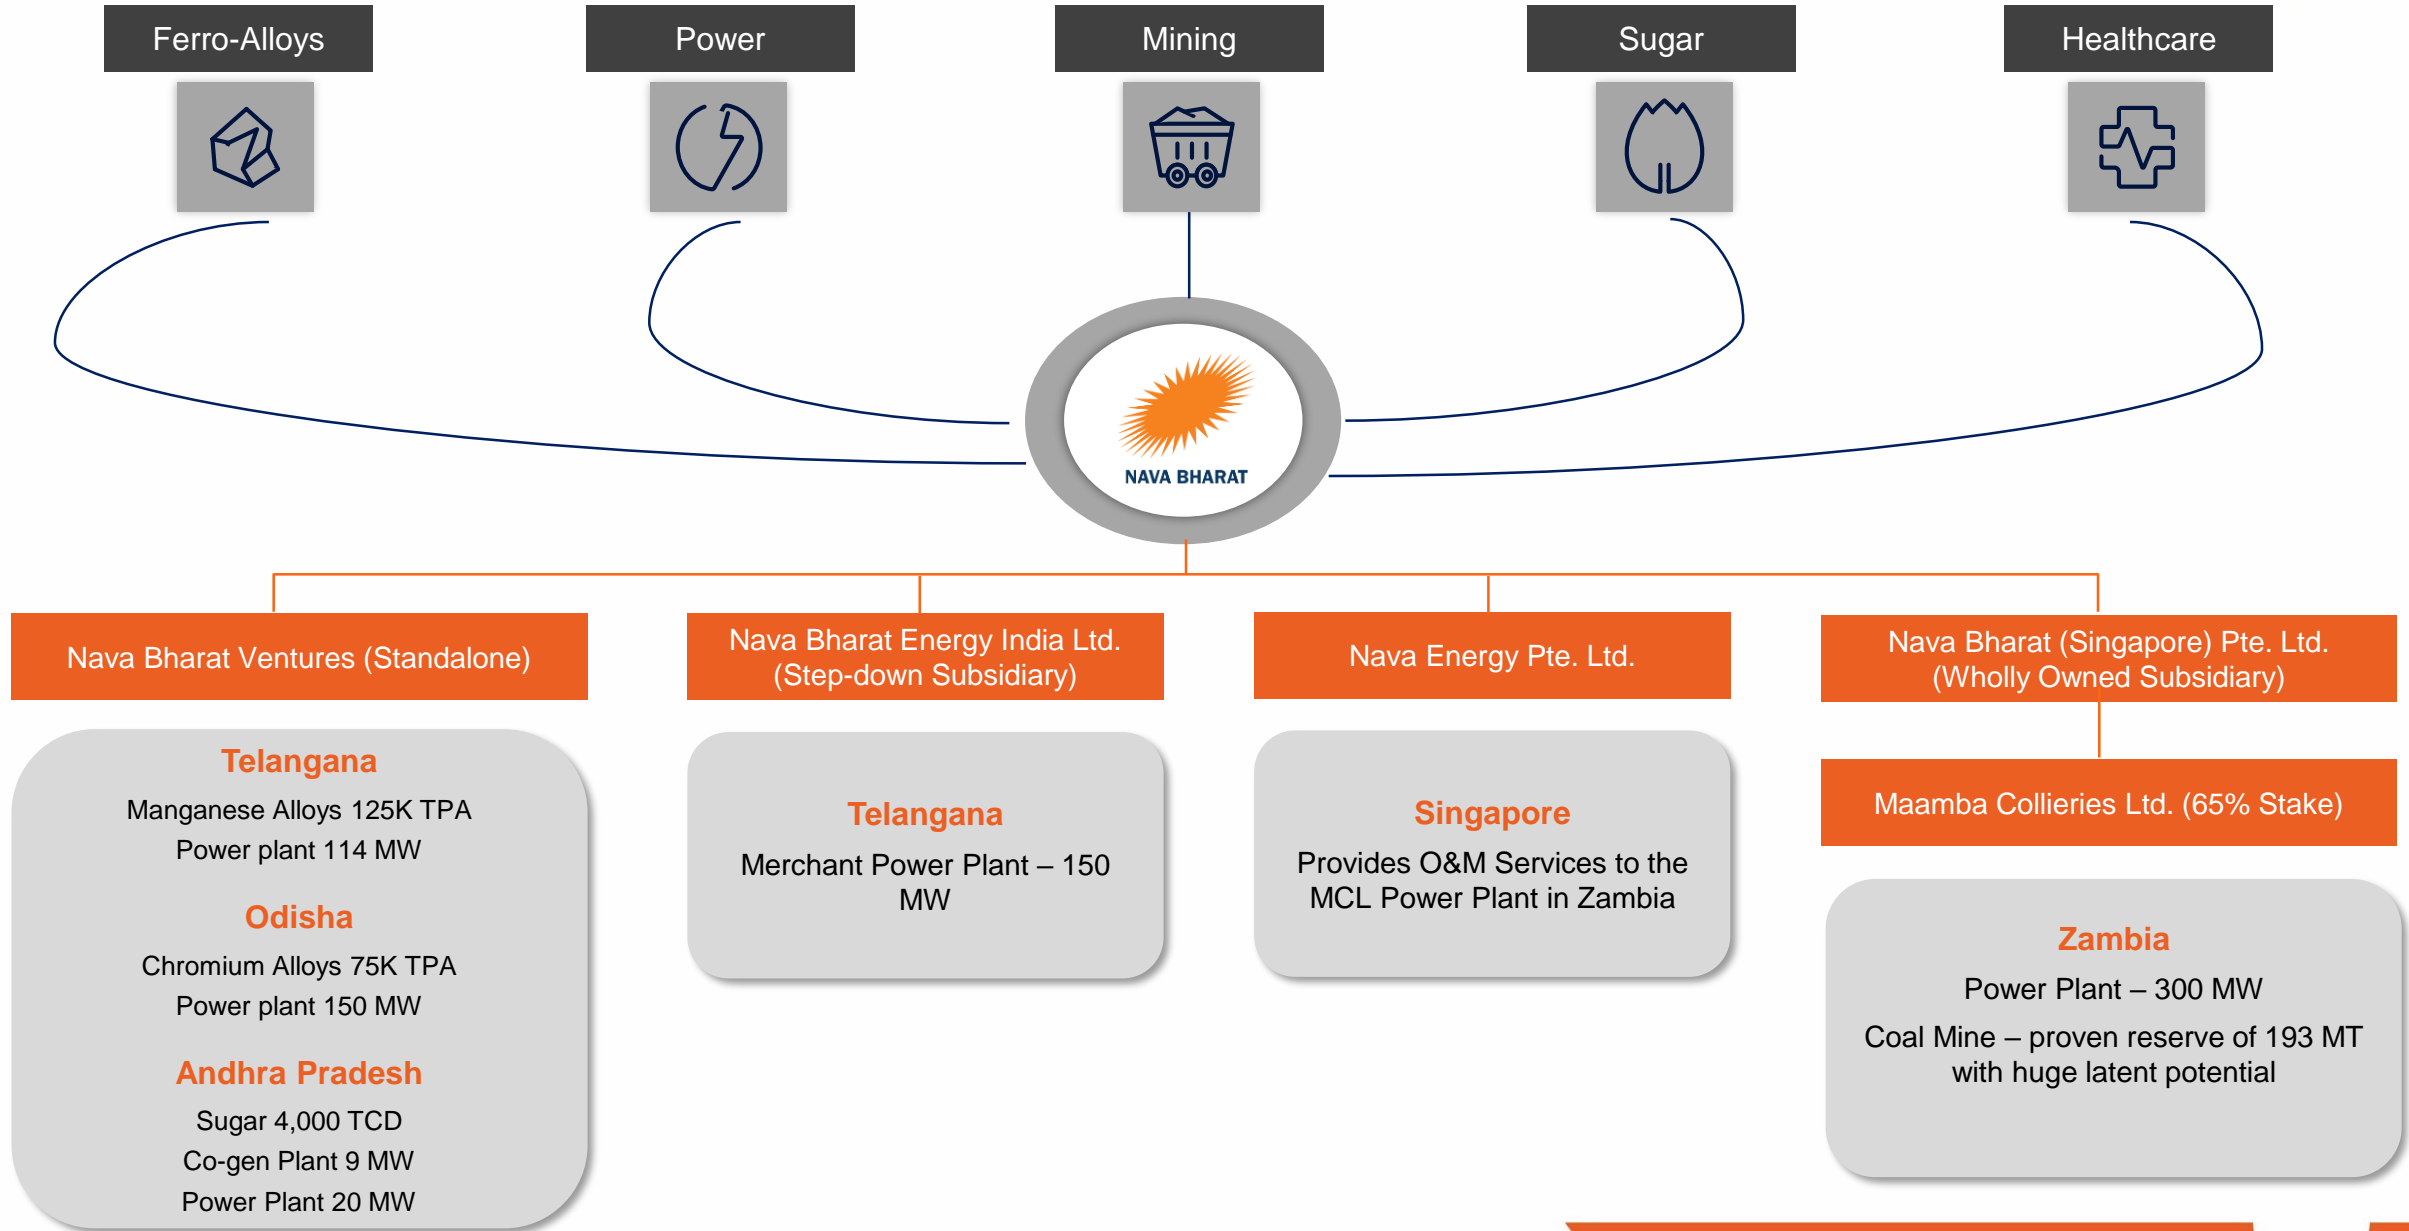 Ferro-Alloys
Power
Mining
Sugar
Healthcare
NAVA BHARAT
Nava Bharat Ventures (Standalone)
Telangana
Manganese Alloys 125K TPA
Power plant 114 MW
Odisha
Chromium Alloys 75K TPA
Power plant 150 MW
Andhra Pradesh
Sugar 4,000 TCD
Co-gen Plant 9 MW
Power Plant 20 MW
Nava Bharat Energy India Ltd.
(Step-down Subsidiary)
Telangana
Merchant Power Plant – 150
MW
Nava Energy Pte. Ltd.
Singapore
Provides O&M Services to the
MCL Power Plant in Zambia
Nava Bharat (Singapore) Pte. Ltd.
(Wholly Owned Subsidiary)
Maamba Collieries Ltd. (65% Stake)
Zambia
Power Plant – 300 MW
Coal Mine – proven reserve of 193 MT
with huge latent potential